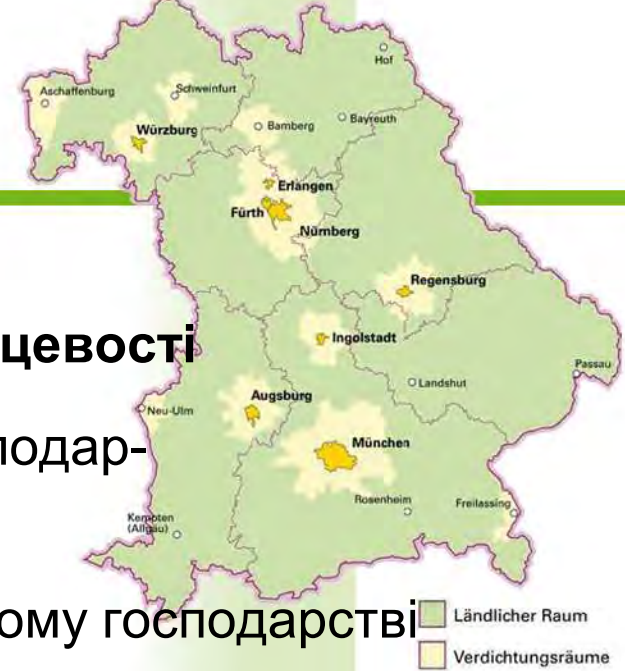 Hof
Aschaffenburg
Schweinfurt
Würzburg
Bamberg
Bayreuth
Erlangen
Fürth
Nürnberg
Regensburg
цевості
Ingolstadt
Passau
Landshut
Augsburg
Neu-Ulm
подар-
München
Rosenheim
Freilassing
Kempten
(Allgäu)
ому господарстві
Ländlicher Raum
Verdichtungsräume